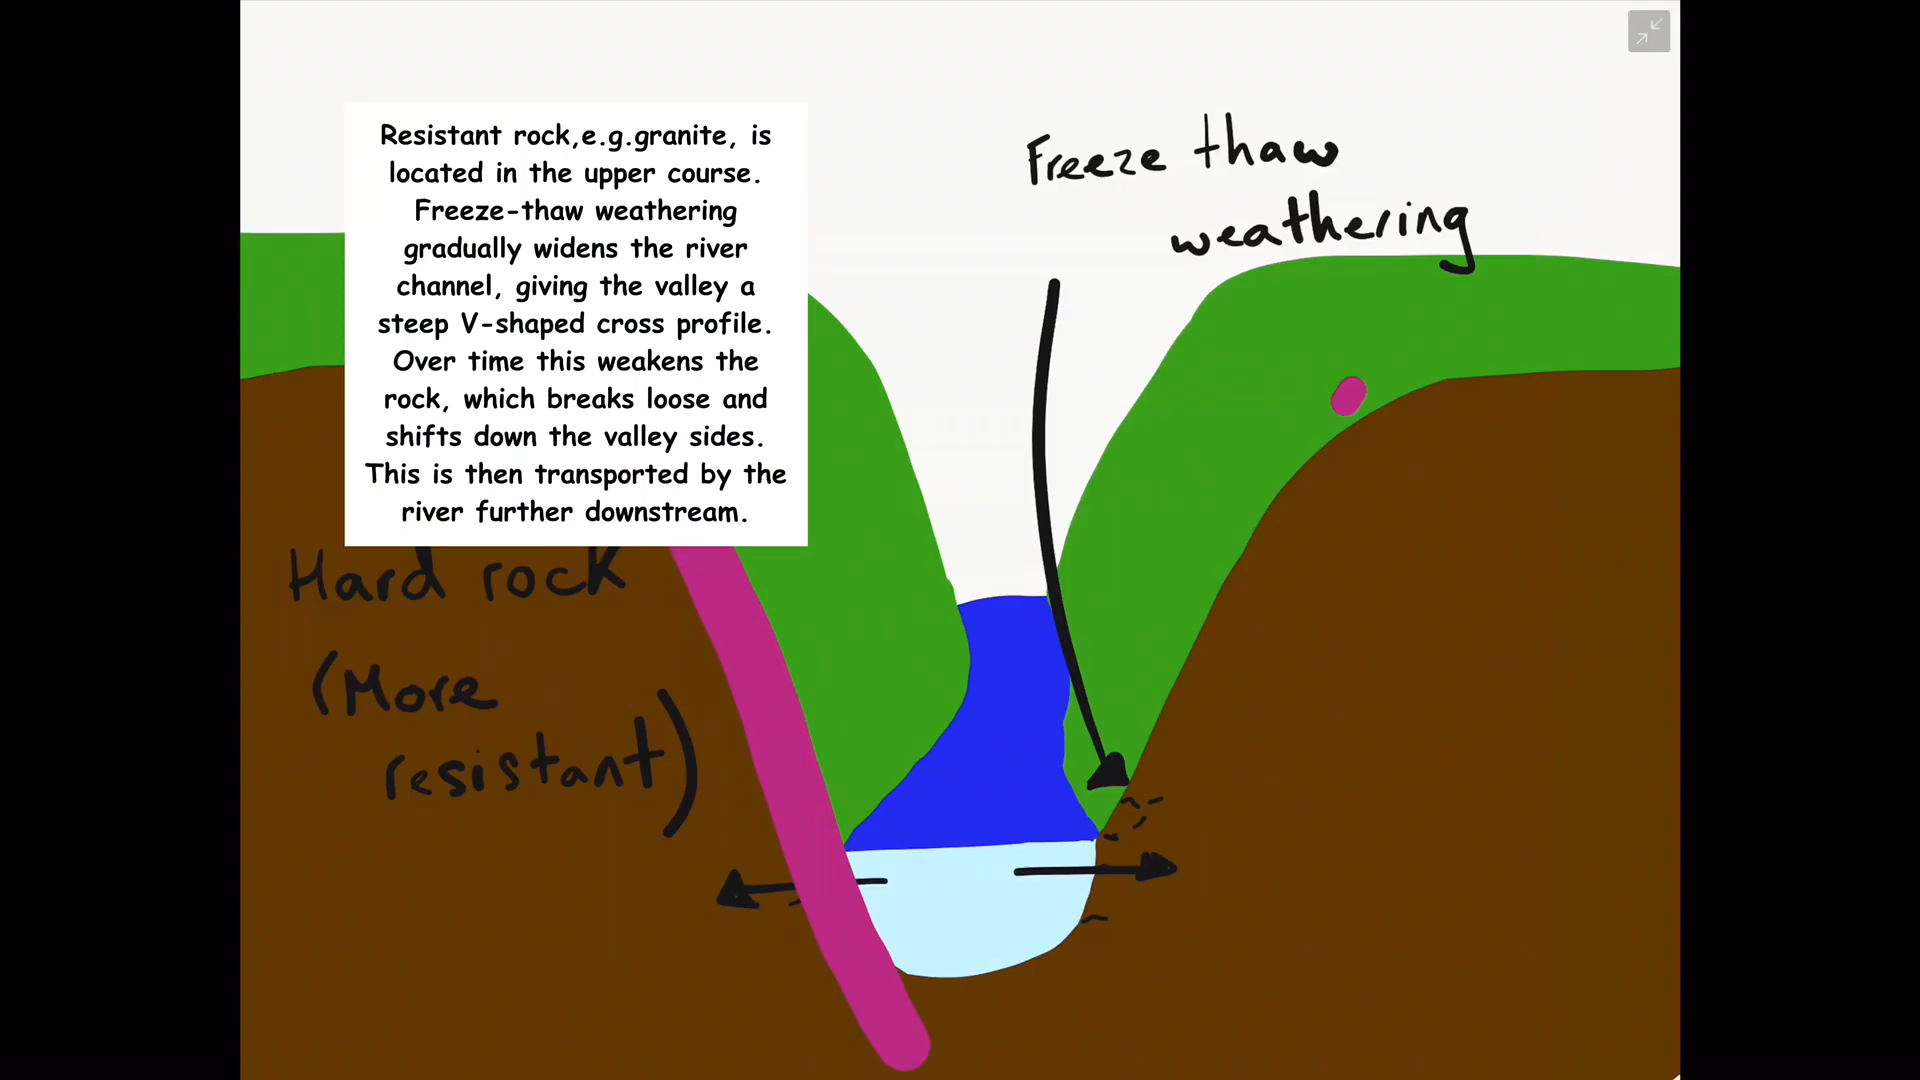 Resistant rock,e.g.granite, is
located in the upper course.
Freeze-thaw weathering
gradually widens the river
channel, giving the valley a
steep V-shaped cross profile.
Over time this weakens the
rock, which breaks loose and
shifts down the valley sides.
This is then transported by the
river further downstream.
Freeze thaw
weathering
Hard rock
(More
resistant)